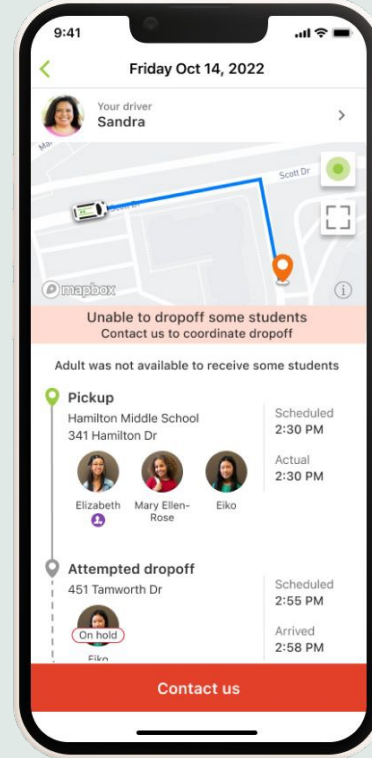 9:41
Friday Oct 14, 2022
Your driver
Sandra
Scott Dr
Scott Dr
mapbox
Unable to dropoff some students
Contact us to coordinate dropoff
Adult was not available to receive some students
Pickup
Hamilton Middle School
341 Hamilton Dr
Scheduled
2:30 PM
Actual
2:30 PM
Elizabeth
Mary Ellen-
Rose
Eiko
Attempted dropoff
451 Tamworth Dr
Scheduled
2:55 PM
Arrived
2:58 PM
On hold
Eiko
Contact us